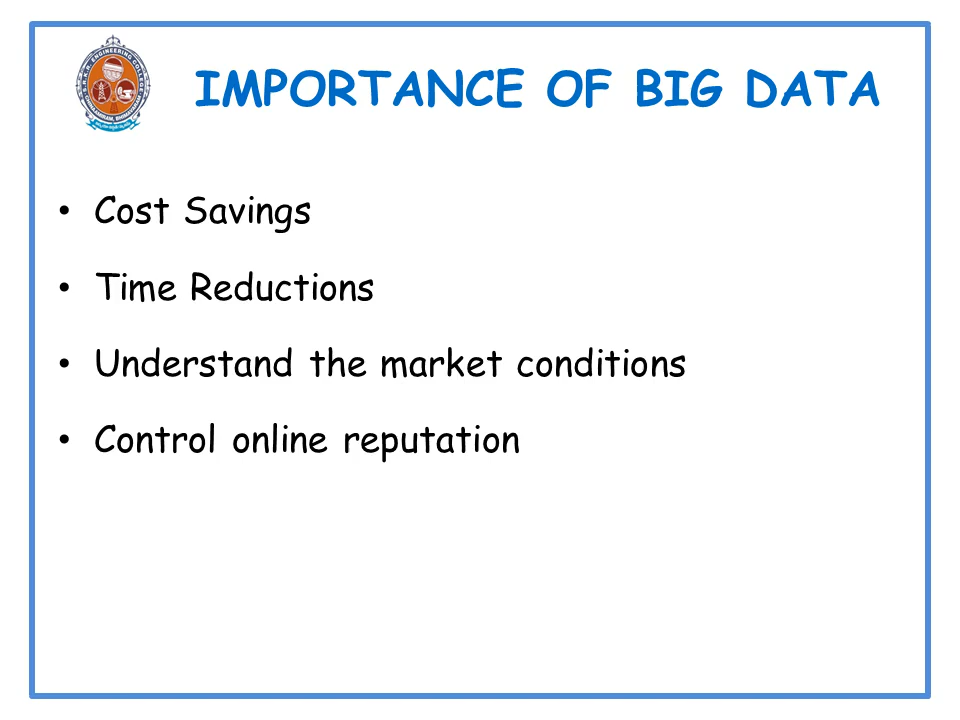 IMPORTANCE OF BIG DATA
• Cost Savings
• Time Reductions
• Understand the market conditions
• Control online reputation